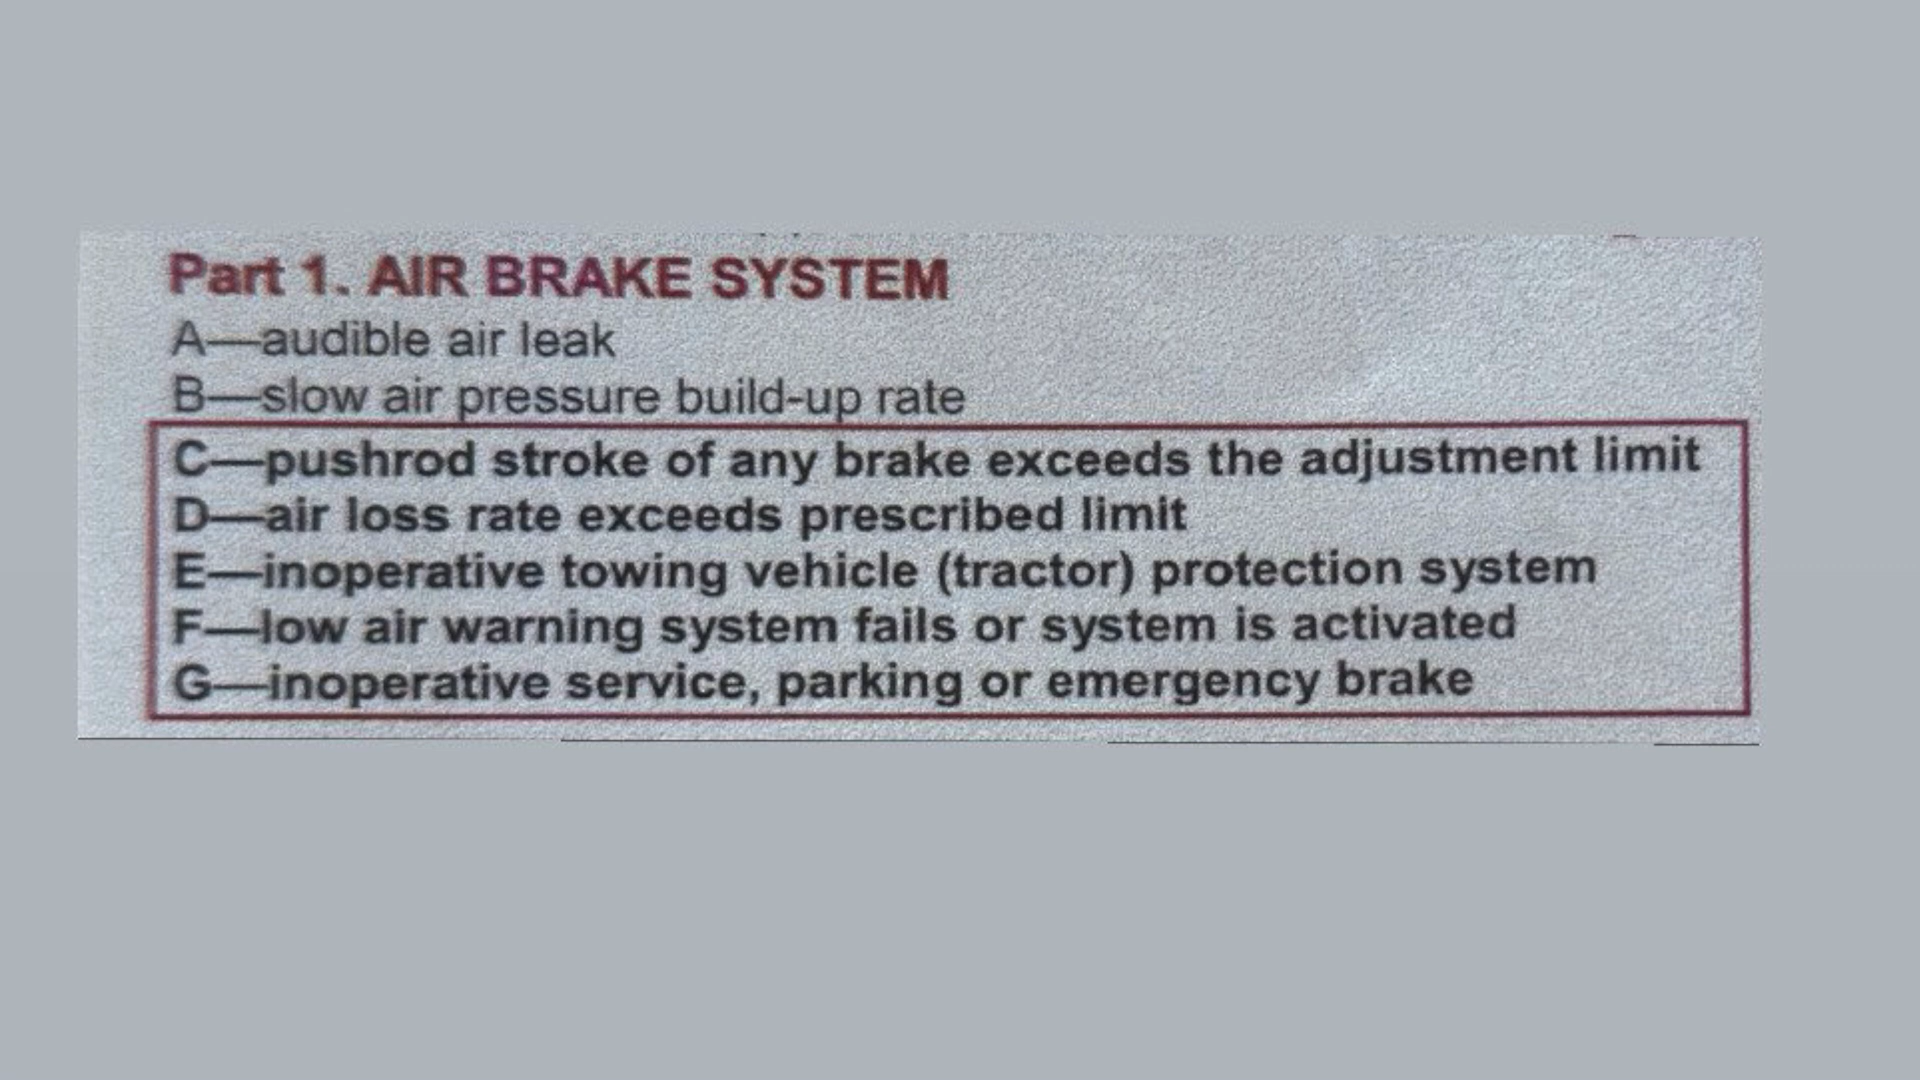 Part 1. AIR BRAKE SYSTEM
A—audible air leak
B—slow air pressure build-up rate
C—pushrod stroke of any brake exceeds the adjustment limit
D—air loss rate exceeds prescribed limit
E—inoperative towing vehicle (tractor) protection system
F—low air warning system fails or system is activated
G—inoperative service, parking or emergency brake